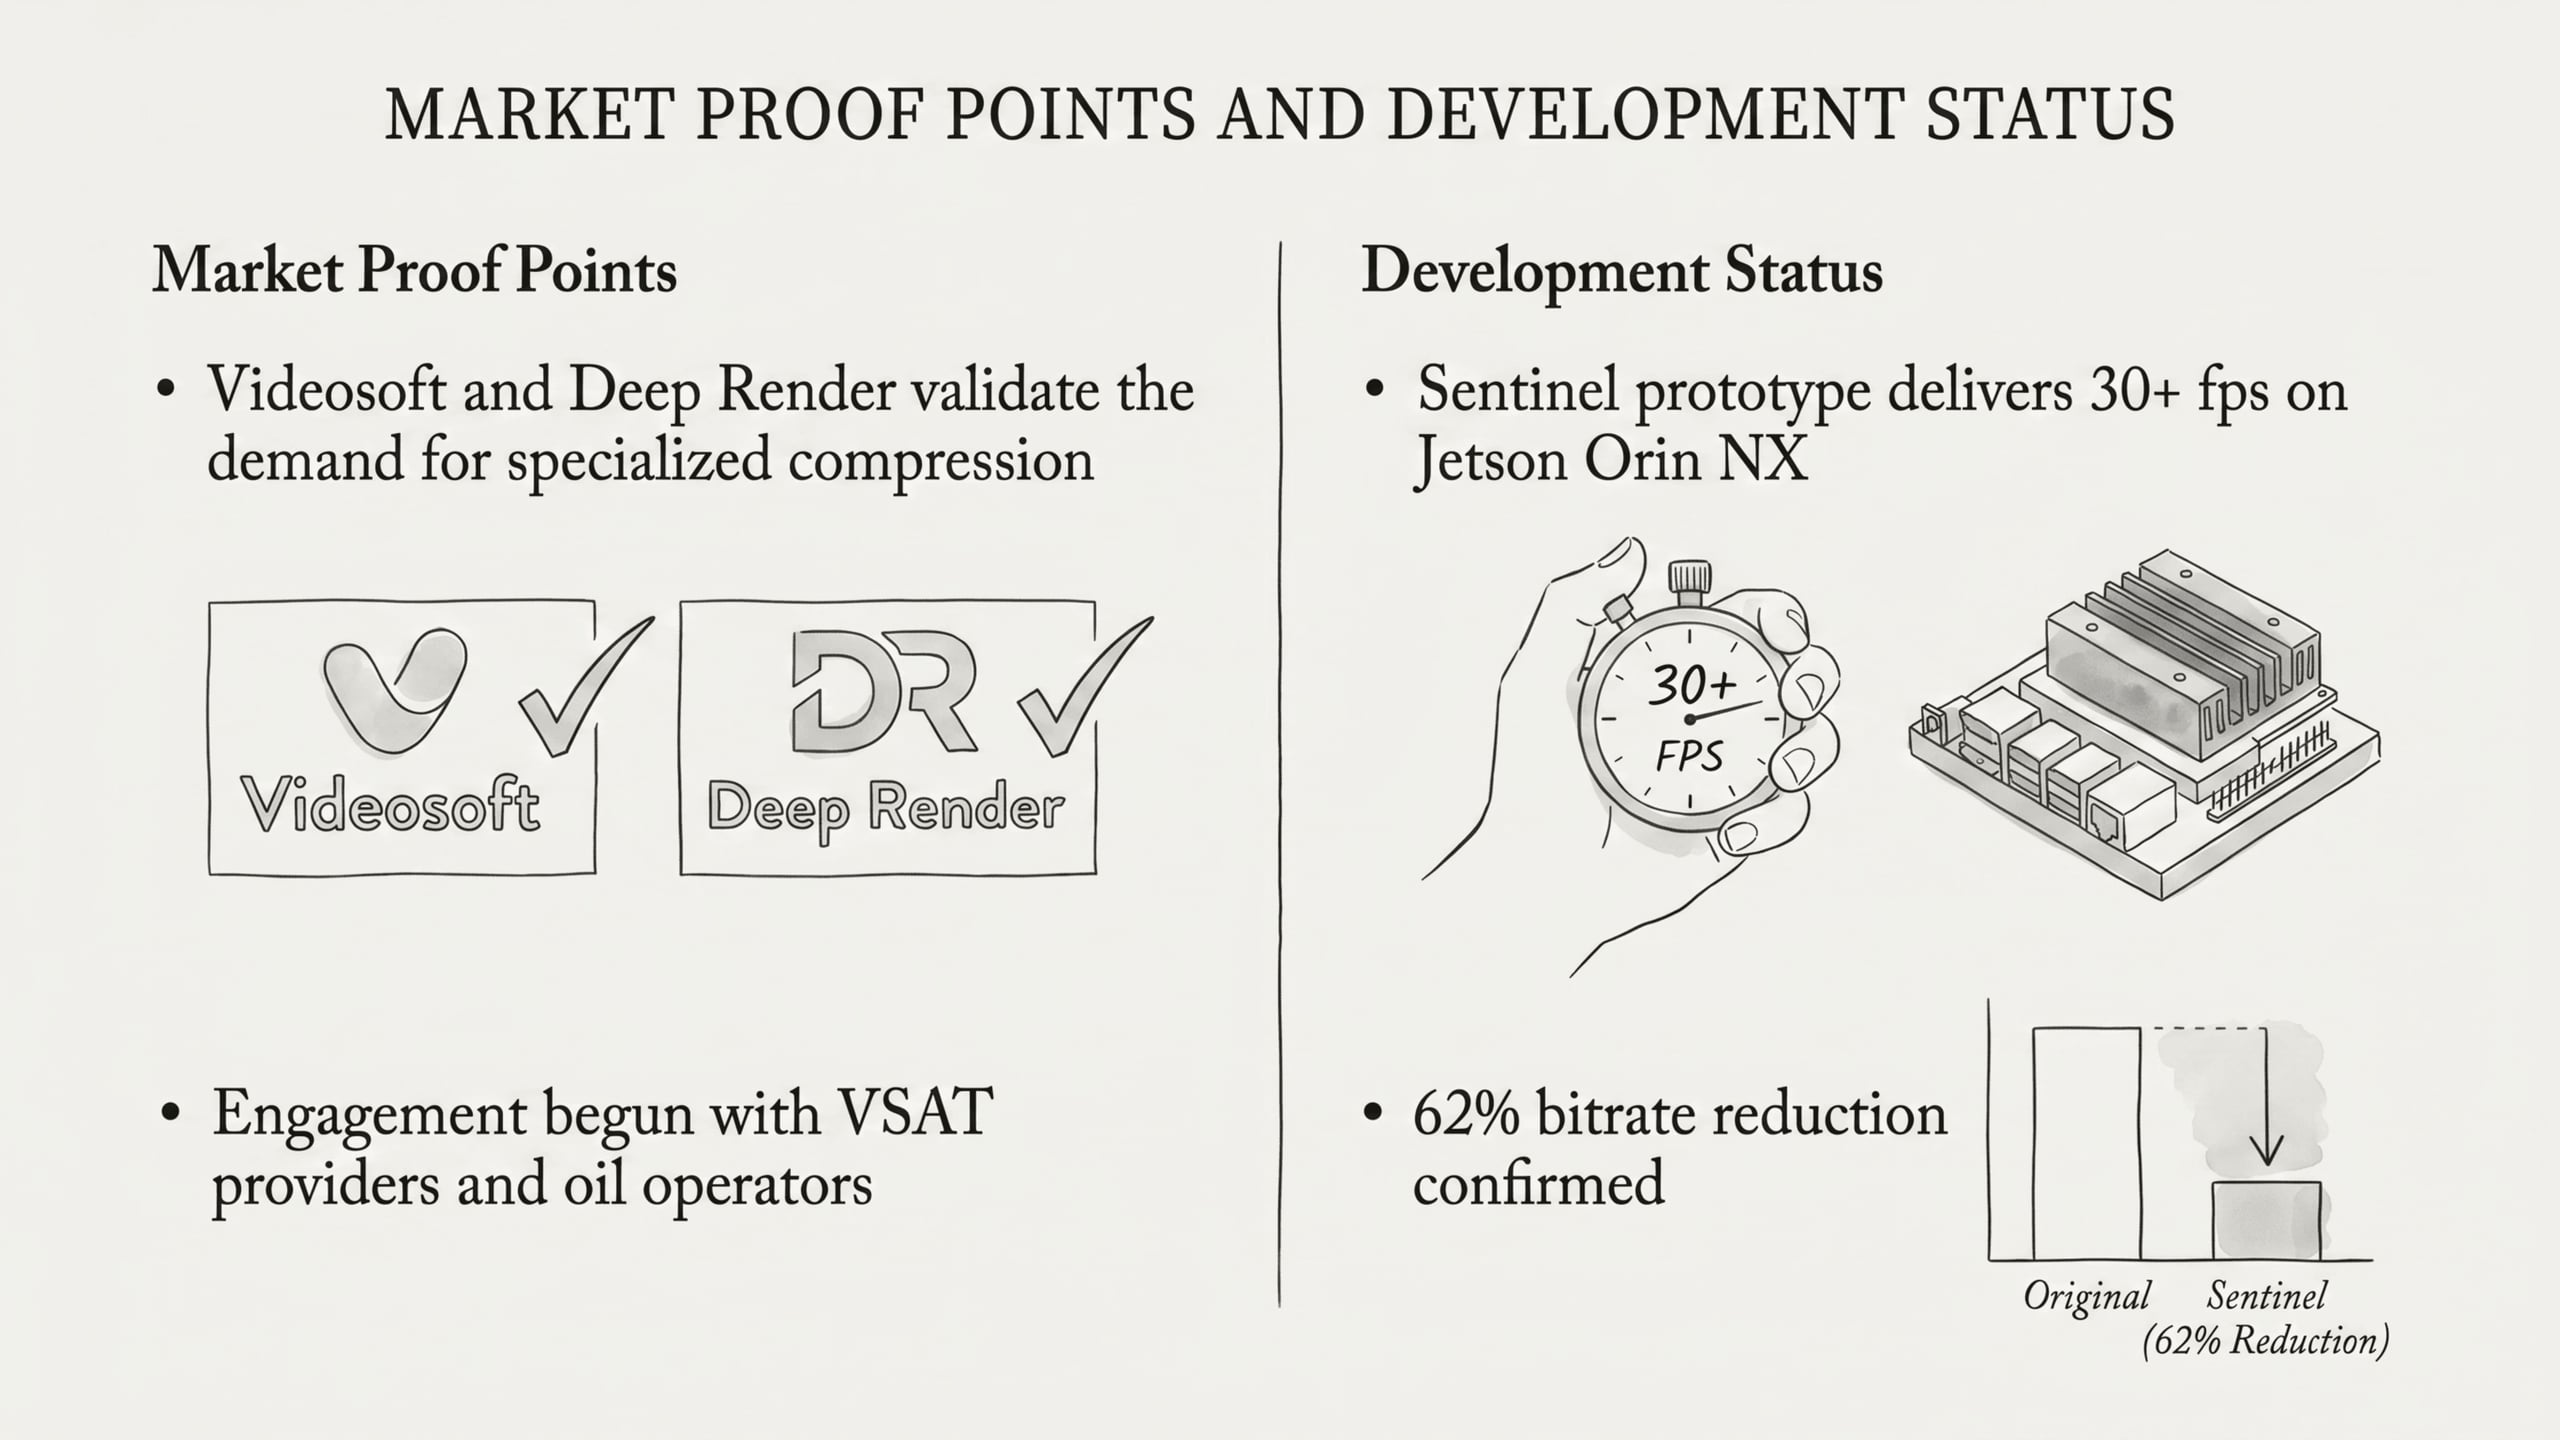 MARKET PROOF POINTS AND DEVELOPMENT STATUS
Market Proof Points
• Videosoft and Deep Render validate the
demand for specialized compression
Videosoft
DR
Deep Render
• Engagement begun with VSAT
providers and oil operators
Development Status
• Sentinel prototype delivers 30+ fps on
Jetson Orin NX
30+
FPS
• 62% bitrate reduction
confirmed
Original
Sentinel
(62% Reduction)